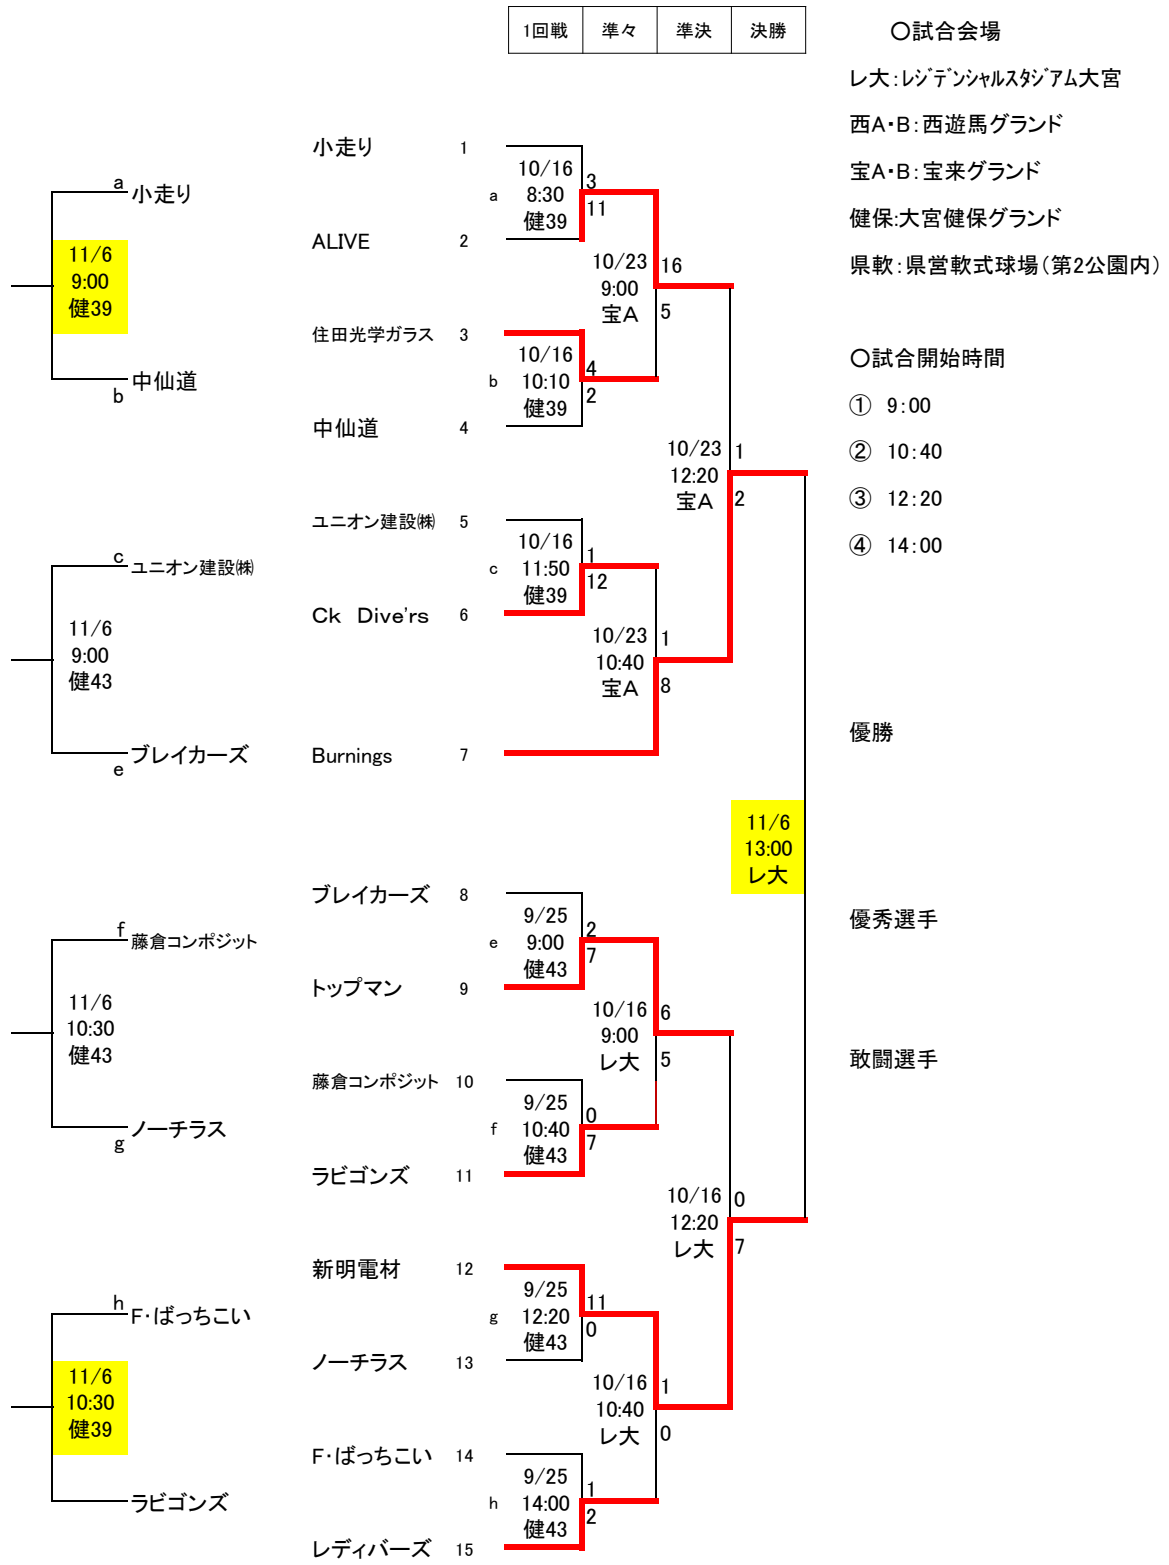 1回戦 準々 準決 決勝
○試合会場
レ大：レジデンシャルスタジアム大宮
西A・B：西遊馬グランド
宝A・B：宝来グランド
健保:大宮健保グランド
県軟：県営軟式球場（第2公園内）
○試合開始時間
① 9：00
② 10：40
③ 12：20
④ 14：00
優勝
優秀選手
敢闘選手
a 小走り
11/6
9:00
健39
b 中仙道
c ユニオン建設㈱
11/6
9:00
健43
e ブレイカーズ
f 藤倉コンポジット
11/6
10:30
健43
g ノーチラス
h F・ばっちこい
11/6
10:30
健39
ラビゴンズ
小走り 1
ALIVE 2
住田光学ガラス 3
中仙道 4
ユニオン建設㈱ 5
Ck Dive'rs 6
Burnings 7
ブレイカーズ 8
トップマン 9
藤倉コンポジット 10
ラビゴンズ 11
新明電材 12
ノーチラス 13
F・ばっちこい 14
レディバーズ 15
a
10/16
8:30
健39
3
11
b
10/16
10:10
健39
4
2
c
10/16
11:50
健39
1
12
e
9/25
9:00
健43
2
7
f
9/25
10:40
健43
0
7
g
9/25
12:20
健43
11
0
h
9/25
14:00
健43
1
2
10/23
9:00
宝A
16
5
10/23
10:40
宝A
1
8
10/16
9:00
レ大
6
5
10/16
10:40
レ大
1
0
10/23
12:20
宝A
1
2
10/16
12:20
レ大
0
7
11/6
13:00
レ大